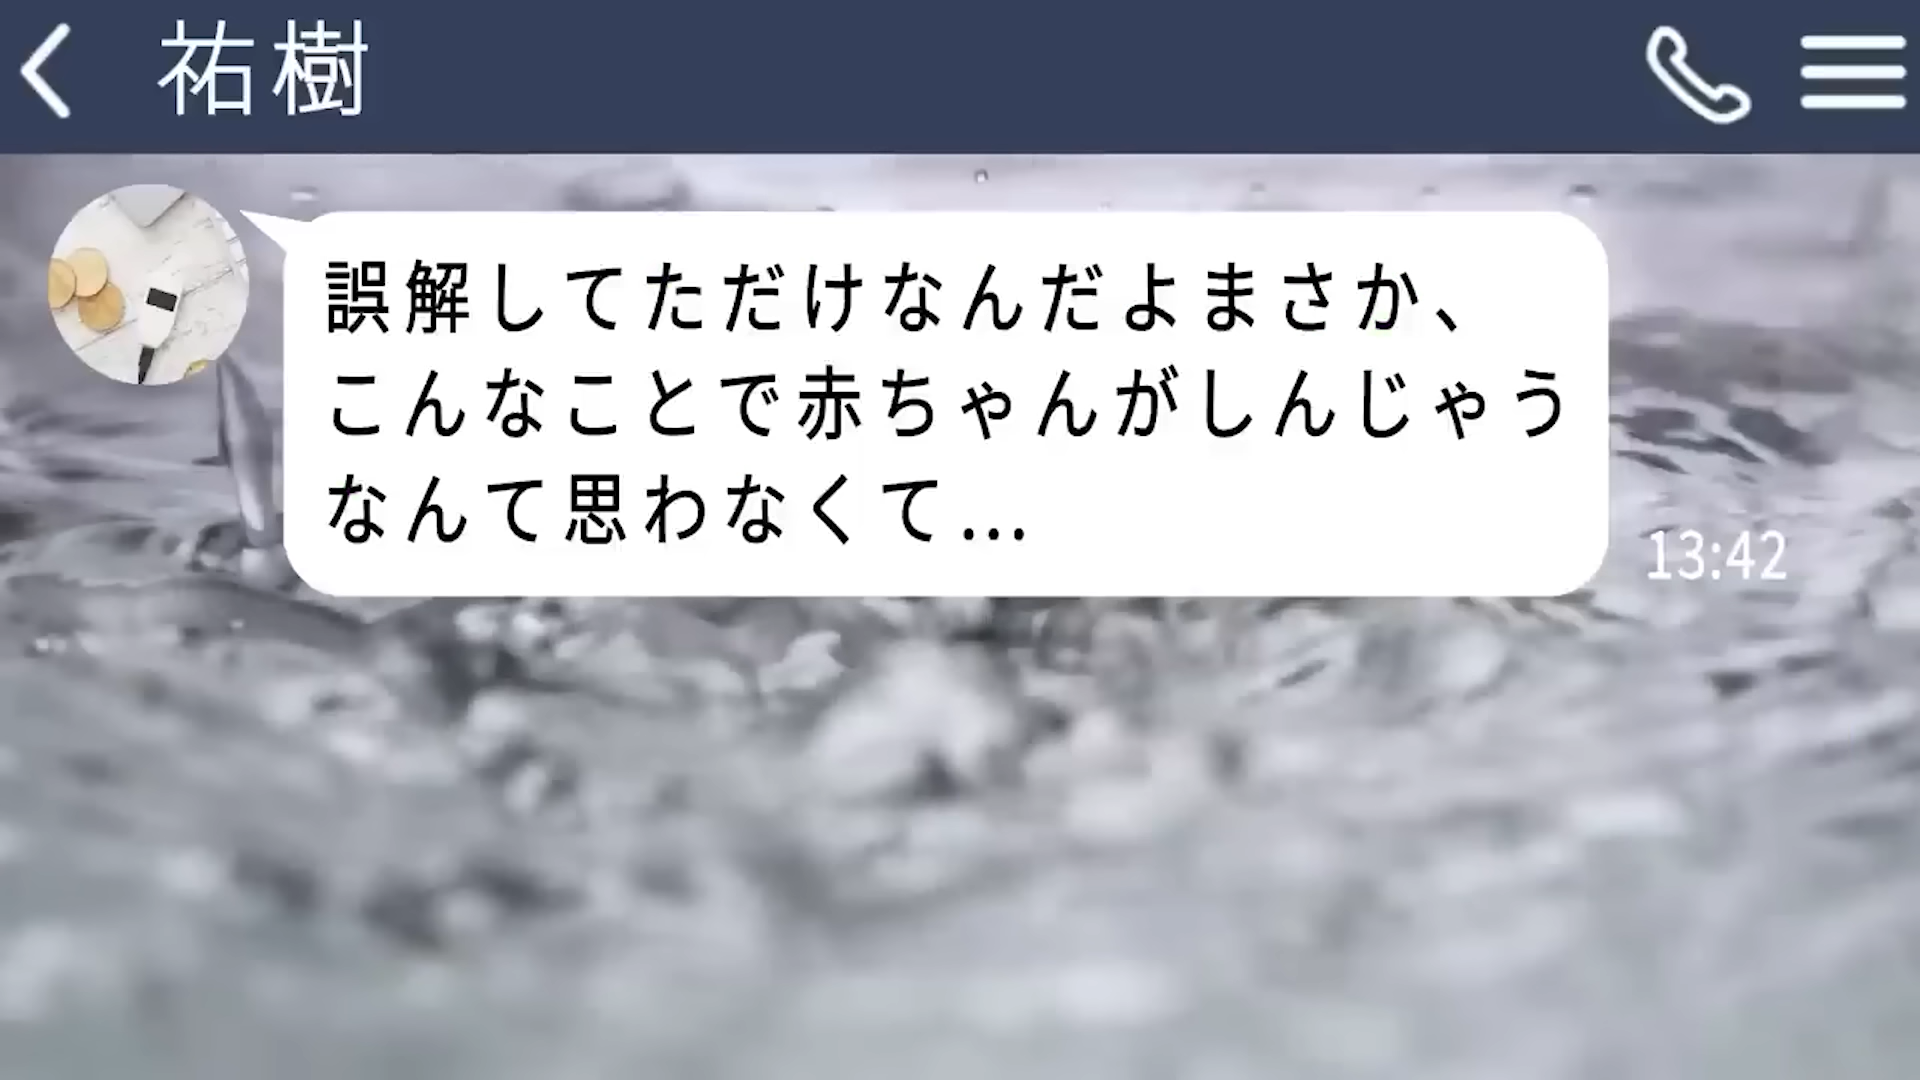 祐樹
誤解してただけなんだよまさか、
こんなことで赤ちゃんがしんじゃう
なんて思わなくて...
13:42